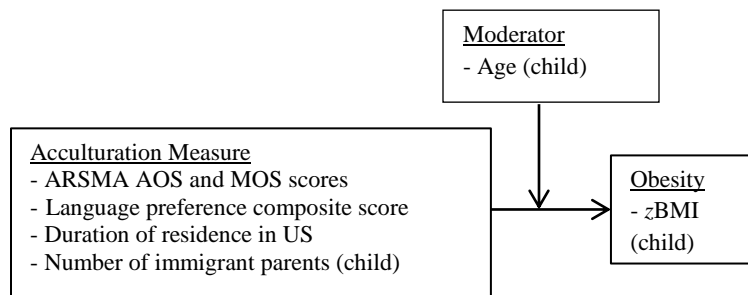 Moderator
- Age (child)
Acculturation Measure
- ARSMA AOS and MOS scores
- Language preference composite score
- Duration of residence in US
- Number of immigrant parents (child)
Obesity
- zBMI
(child)